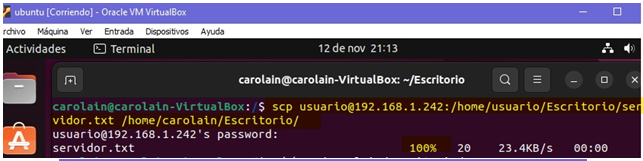 ubuntu [Corriendo] - Oracle VM VirtualBox
rchivo Máquina Ver Entrada Dispositivos Ayuda
Actividades Terminal 12 de nov 21:13
carolain@carolain-VirtualBox: ~/Escritorio
carolain@carolain-VirtualBox:/$ scp usuario@192.168.1.242:/home/usuario/Escritorio/ser
vidor.txt /home/carolain/Escritorio/
usuario@192.168.1.242's password:
servidor.txt 100% 20 23.4KB/s 00:00